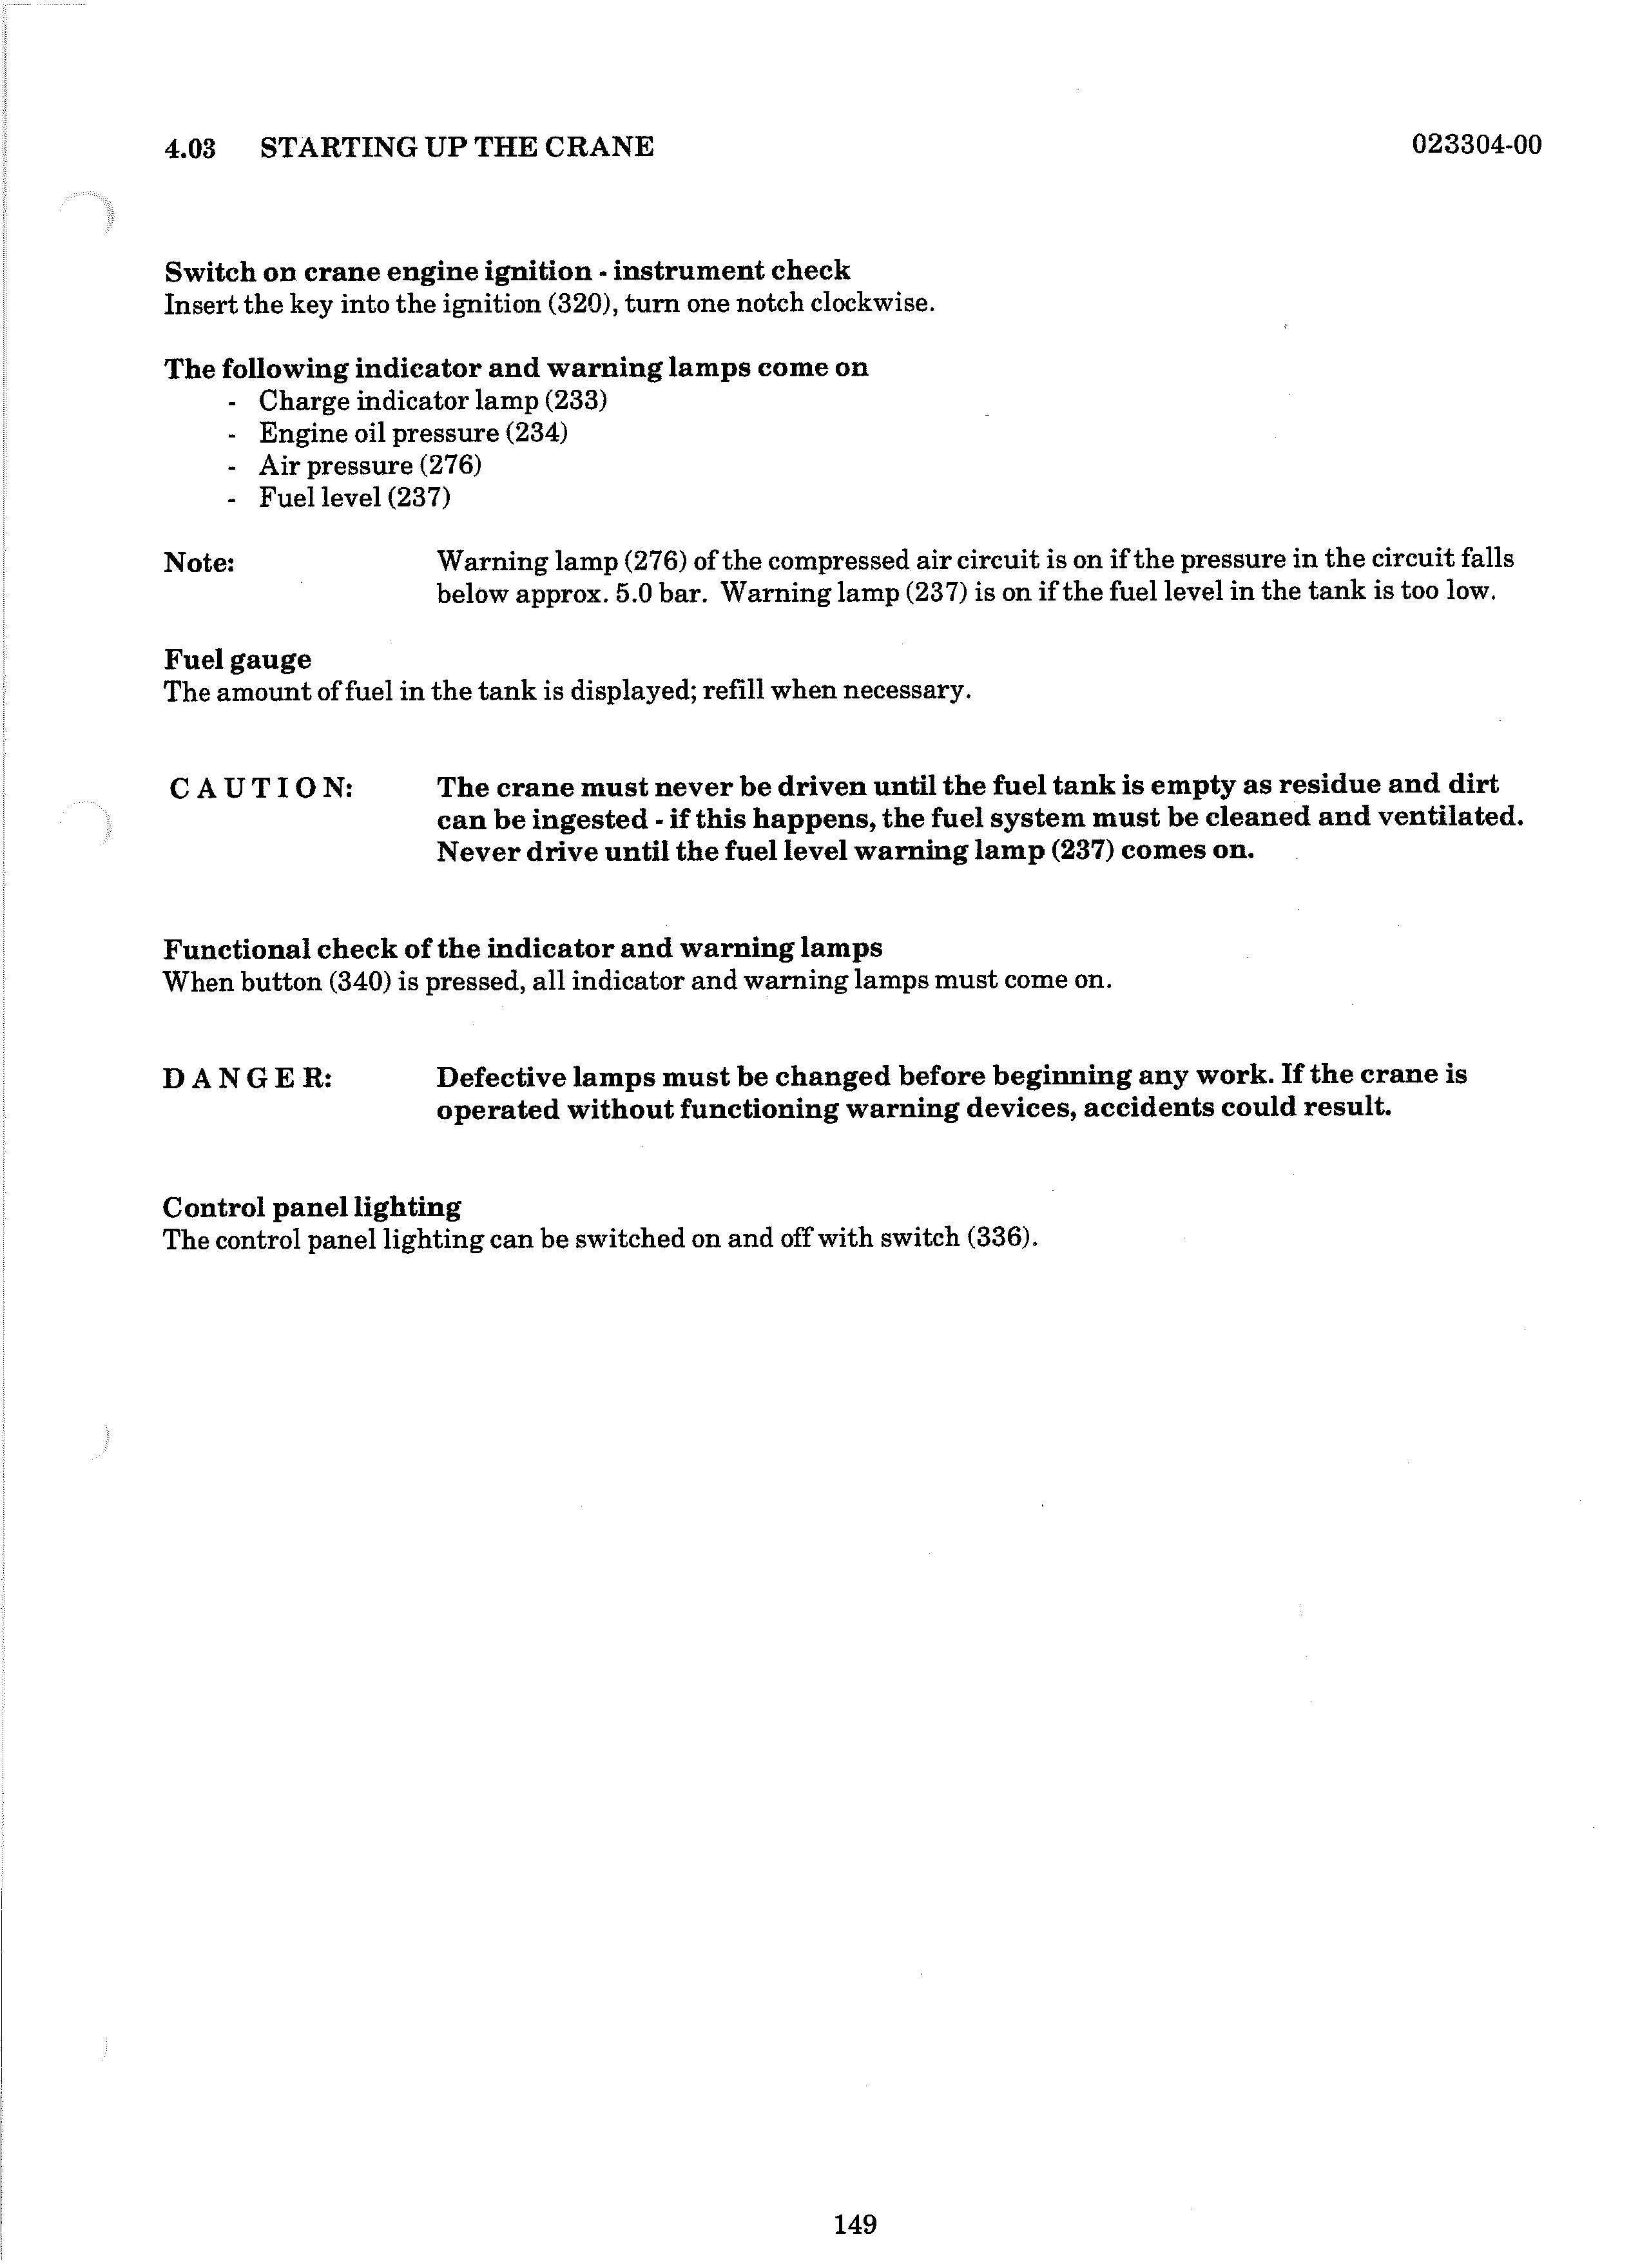 4.03 STARTING UP THE CRANE 023304-00
Switch on crane engine ignition - instrument check
Insert the key into the ignition (320), turn one notch clockwise.
The following indicator and warning lamps come on
- Charge indicator lamp (233)
- Engine oil pressure (234)
- Air pressure (276)
- Fuel level (237)
Note: Warning lamp (276) of the compressed air circuit is on if the pressure in the circuit falls
below approx. 5.0 bar. Warning lamp (237) is on if the fuel level in the tank is too low.
Fuel gauge
The amount of fuel in the tank is displayed; refill when necessary.
C A U T I O N: The crane must never be driven until the fuel tank is empty as residue and dirt
can be ingested - if this happens, the fuel system must be cleaned and ventilated.
Never drive until the fuel level warning lamp (237) comes on.
Functional check of the indicator and warning lamps
When button (340) is pressed, all indicator and warning lamps must come on.
D A N G E R: Defective lamps must be changed before beginning any work. If the crane is
operated without functioning warning devices, accidents could result.
Control panel lighting
The control panel lighting can be switched on and off with switch (336).
149